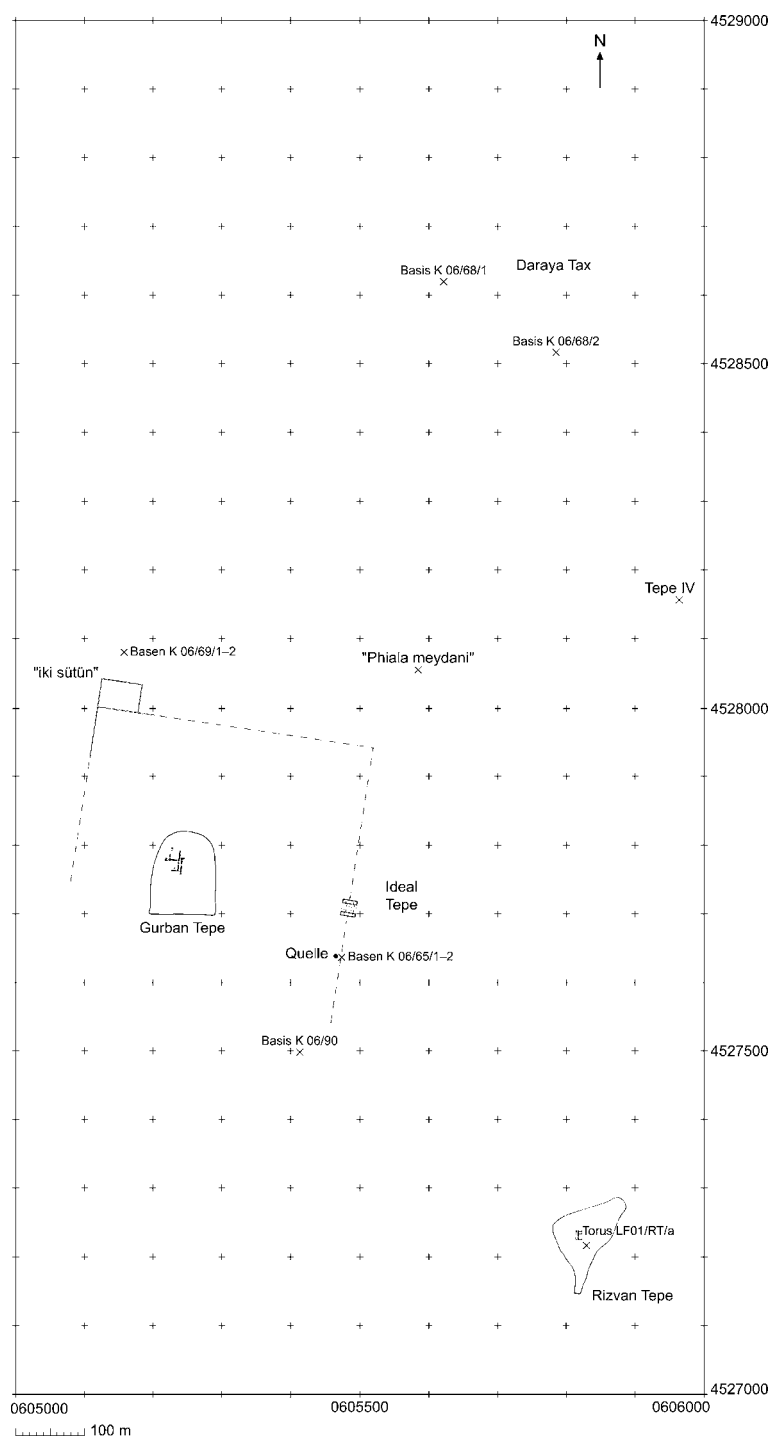 4529000
N
Basis K 06/68/1
Daraya Tax
Basis K 06/68/2
4528500
Tepe IV
Basen K 06/69/1–2
"Phiala meydani"
"iki sütün"
4528000
Ideal
Tepe
Gurban Tepe
Quelle
Basen K 06/65/1–2
Basis K 06/90
4527500
Torus LF01/RT/a
Rizvan Tepe
4527000
0605000
0605500
0606000
100 m